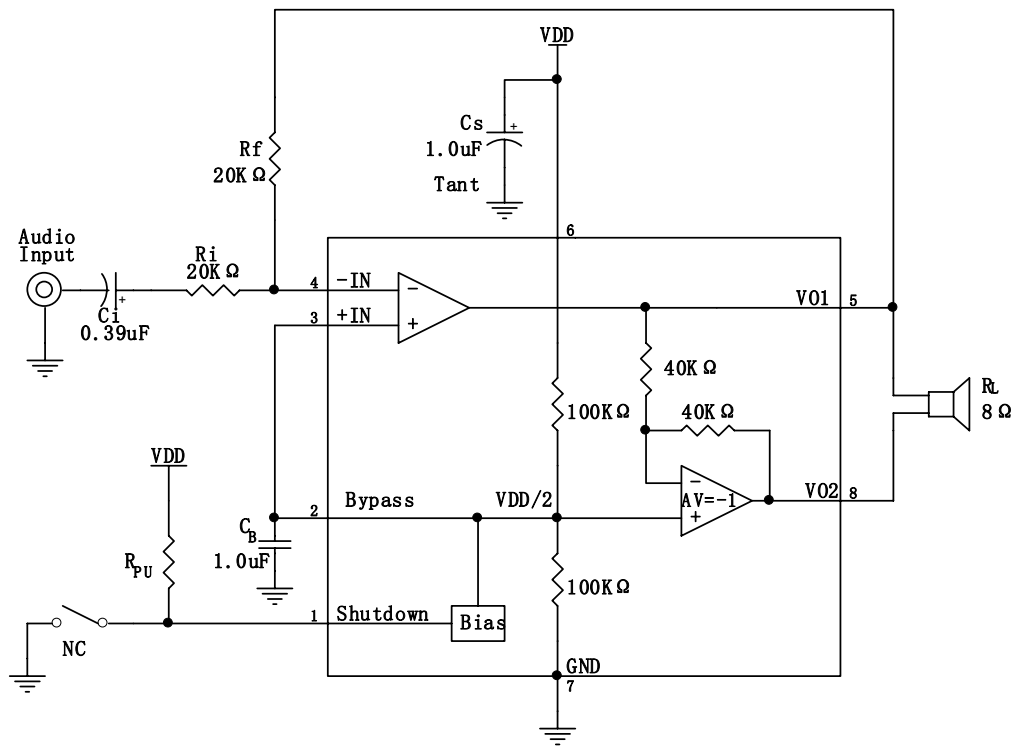 VDD
Cs
+
1.0uF
Tant
Rf
20KΩ
6
Audio
Input
Ri
20KΩ
+
Ci
0.39uF
4
-IN
−
3
+IN
+
VO1
5
40KΩ
40KΩ
100KΩ
RL
8Ω
VDD
2
Bypass
VDD/2
−
AV=-1
+
VO2
8
CB
1.0uF
RPU
100KΩ
1
Shutdown
Bias
NC
GND
7